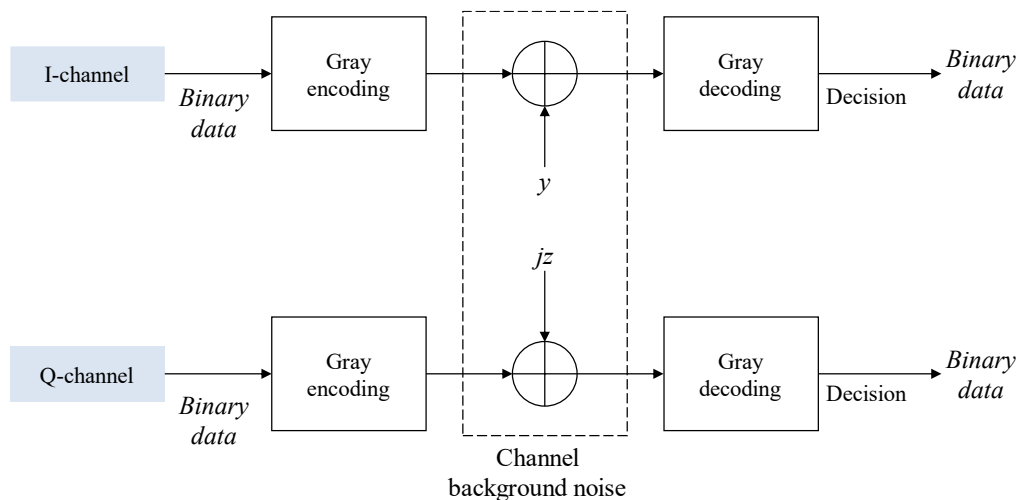 I-channel
Binary
data
Gray
encoding
y
Gray
decoding
Decision
Binary
data
jz
Q-channel
Binary
data
Gray
encoding
Gray
decoding
Decision
Binary
data
Channel
background noise